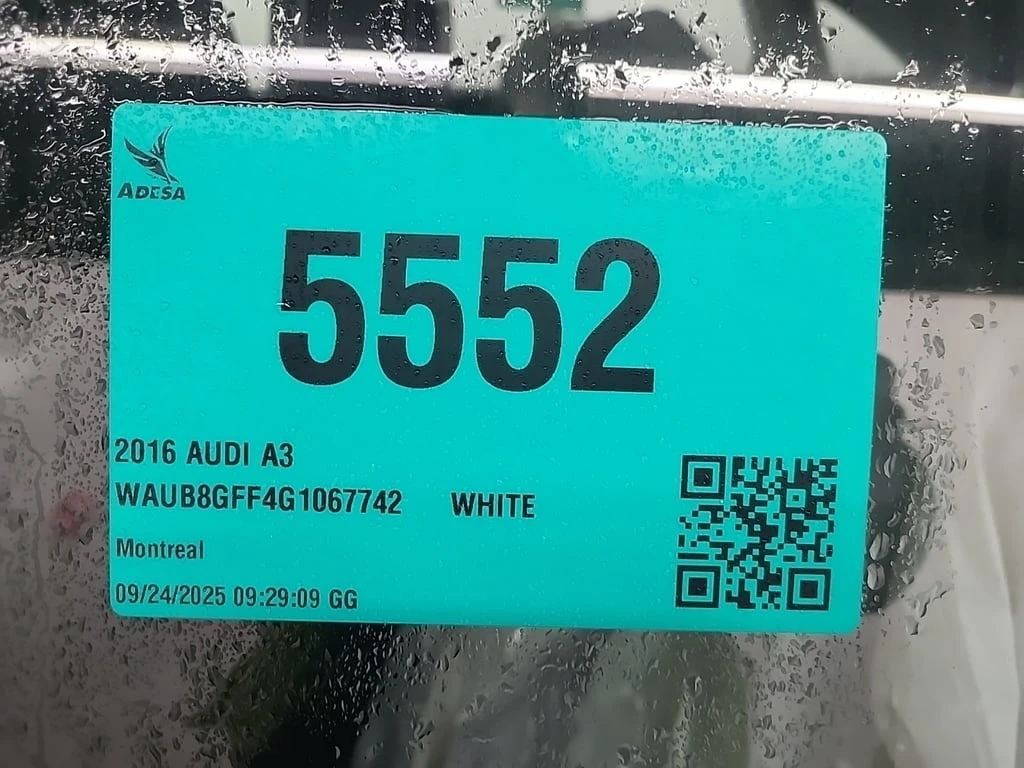 ADESA
5552
2016 AUDI A3
WAUB8GFF4G1067742 WHITE
Montreal
09/24/2025 09:29:09 GG